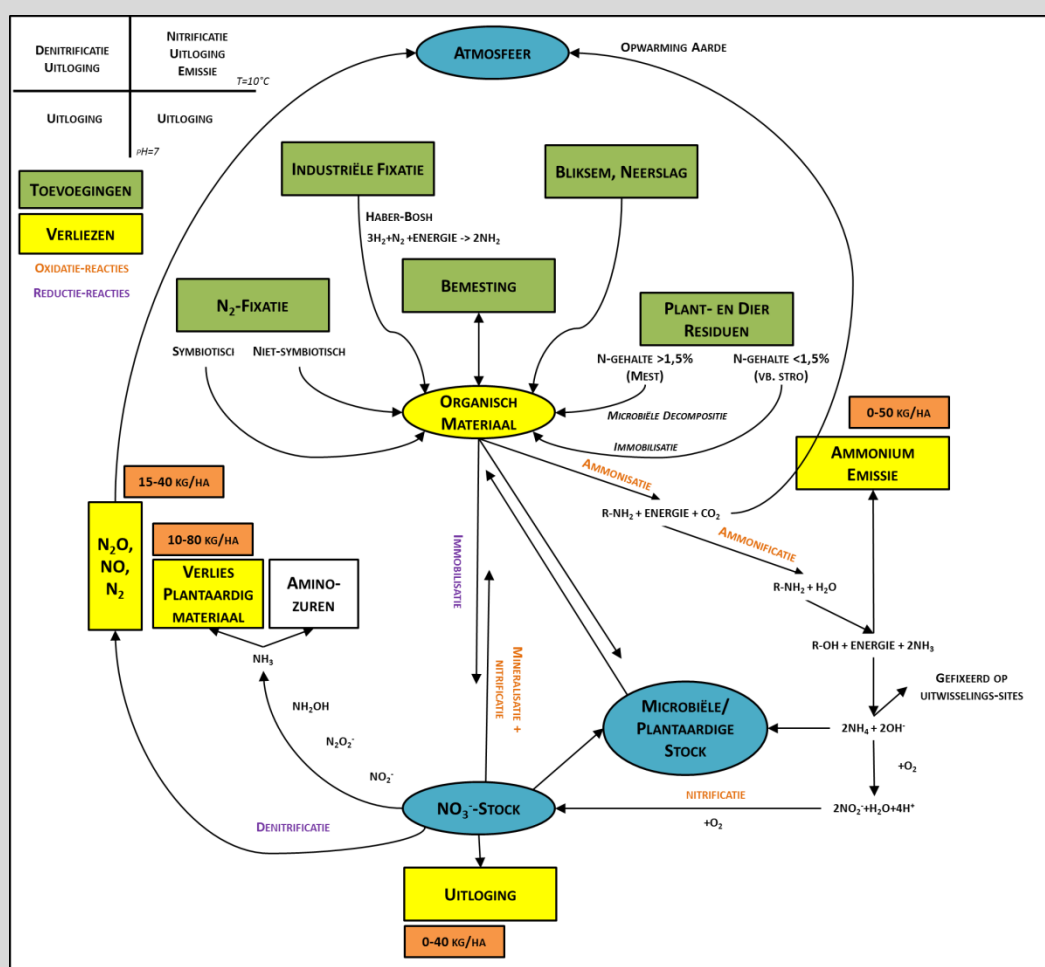 DENITRIFICATIE
UITLOGING
NITRIFICATIE
UITLOGING
EMISSIE
T=10°C
UITLOGING
UITLOGING
PH=7
ATMOSFEER
OPWARMING AARDE
INDUSTRIËLE FIXATIE
BLIKSEM, NEERSLAG
TOEVOEGINGEN
VERLIEZEN
OXIDATIE-REACTIES
REDUCTIE-REACTIES
HABER-BOSH
3H₂+N₂ +ENERGIE -> 2NH₂
BEMESTING
N₂-FIXATIE
PLANT- EN DIER
RESIDUEN
SYMBIOTISCJ
NIET-SYMBIOTISCH
N-GEHALTE >1,5%
(MEST)
N-GEHALTE <1,5%
(VB. STRO)
ORGANISCH
MATERIAAL
MICROBIËLE DECOMPOSITIE
IMMOBILISATIE
0-50 KG/HA
AMMONIUM
EMISSIE
AMMONISATIE
R-NH₂ + ENERGIE + CO₂
AMMONIFICATIE
R-NH₂ + H₂O
R-OH + ENERGIE + 2NH₃
15-40 KG/HA
N₂O,
NO,
N₂
10-80 KG/HA
VERLIES
PLANTAARDIG
MATERIAAL
AMINO-
ZUREN
IMMOBILISATIE
MINERALISATIE +
NITRIFICATIE
NH₃
NH₂OH
N₂O₂⁻
NO₂⁻
GEFIXEERD OP
UITWISSELINGS-SITES
MICROBIËLE/
PLANTAARDIGE
STOCK
2NH₄ + 2OH⁻
+O₂
NITRIFICATIE
+O₂
2NO₂⁻+H₂O+4H⁺
NO₃⁻-STOCK
DENITRIFICATIE
UITLOGING
0-40 KG/HA